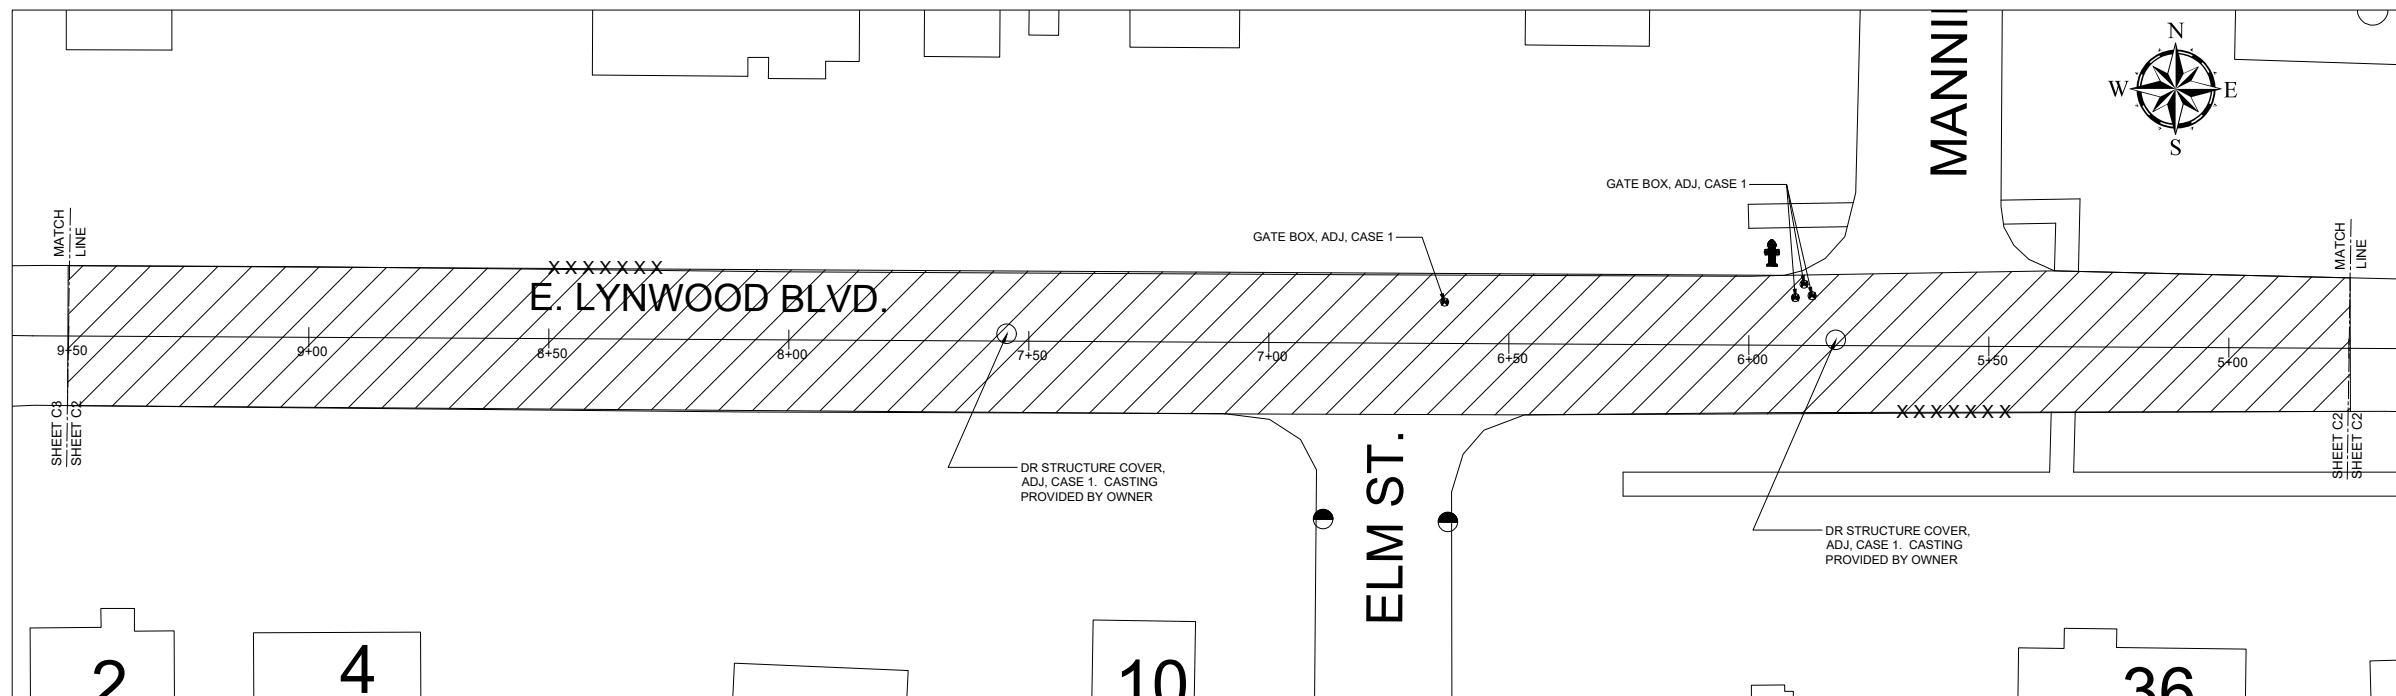 MANNI
N
W E
S
GATE BOX, ADJ, CASE 1
GATE BOX, ADJ, CASE 1
MATCH
LINE
MATCH
LINE
XXXXXXX
E. LYNWOOD BLVD.
9+50
9+00
8+50
8+00
7+50
7+00
6+50
6+00
5+50
5+00
XXXXXXX
SHEET C3
SHEET C2
SHEET C2
SHEET C2
ELM ST.
DR STRUCTURE COVER,
ADJ, CASE 1. CASTING
PROVIDED BY OWNER
DR STRUCTURE COVER,
ADJ, CASE 1. CASTING
PROVIDED BY OWNER
2
4
10
36